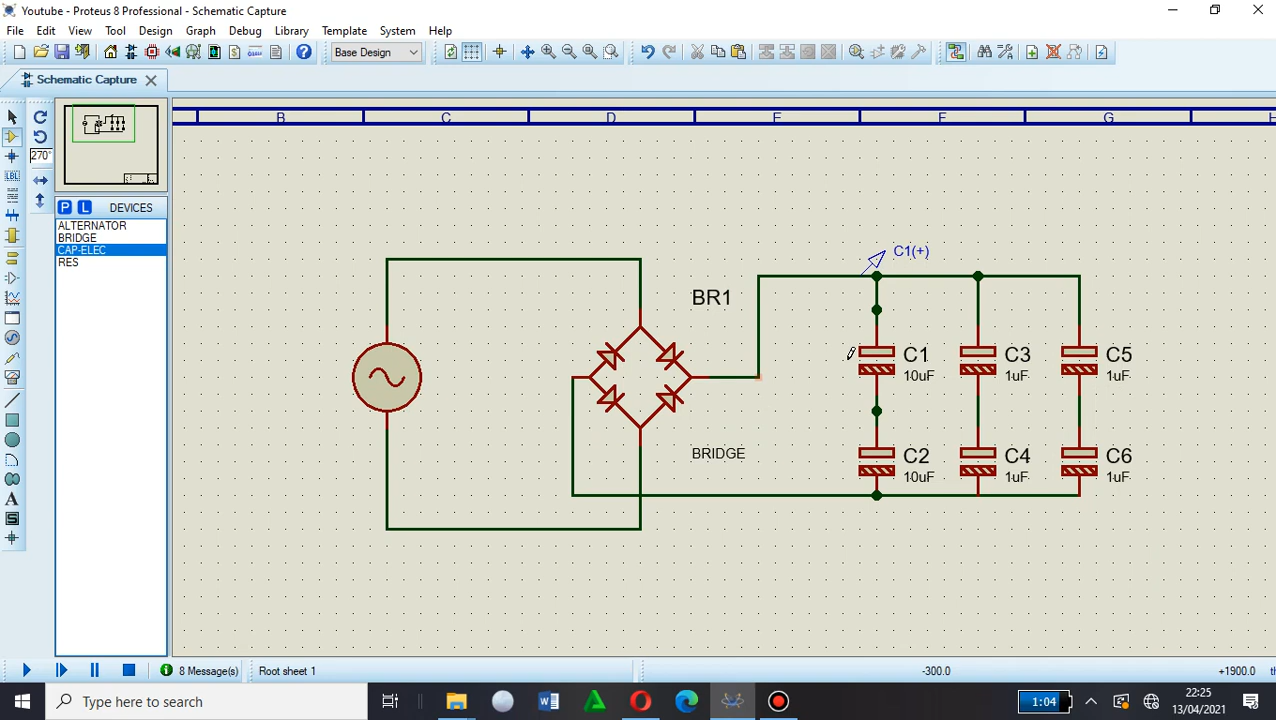 Youtube - Proteus 8 Professional - Schematic Capture
File Edit View Tool Design Graph Debug Library Template System Help
Base Design
Schematic Capture
B C D E F G H
270°
LBL
P L DEVICES
ALTERNATOR
BRIDGE
CAP-ELEC
RES
A
S
C1(+)
BR1
BRIDGE
C1
10uF
C3
1uF
C5
1uF
C2
10uF
C4
1uF
C6
1uF
8 Message(s)
Root sheet 1
-300.0
+1900.0
th
Type here to search
1:04
22:25
13/04/2021